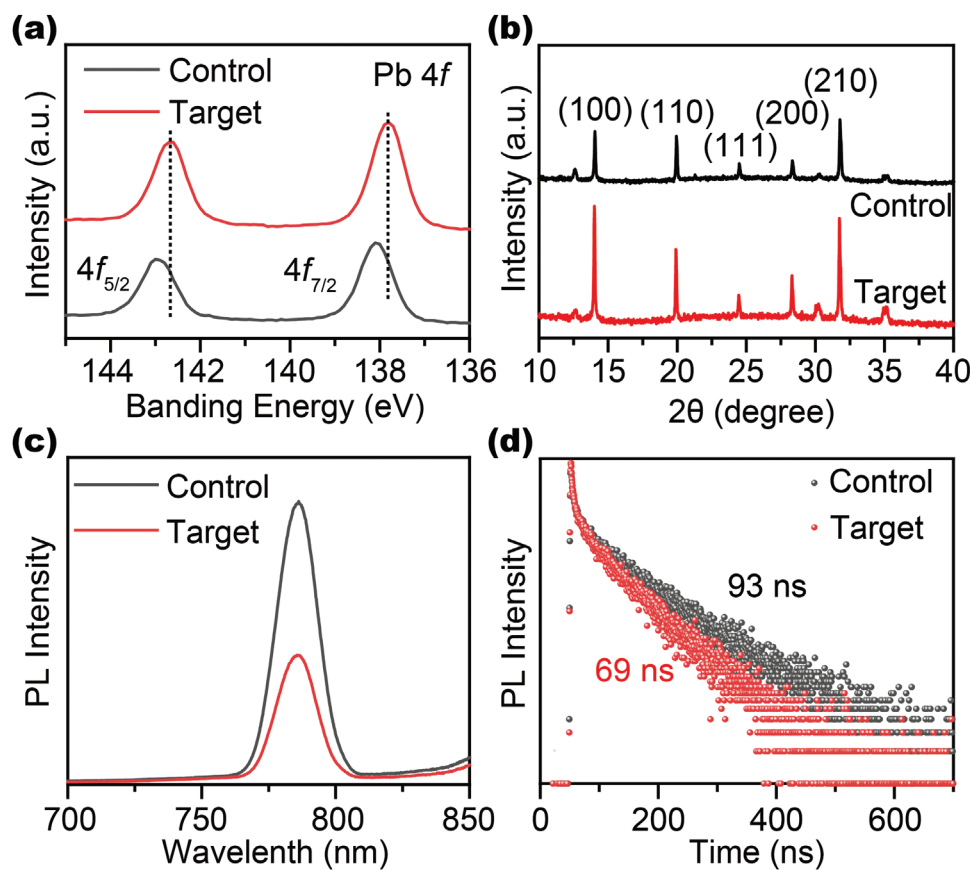 (a)
Control
Target
Pb 4f
4f5/2
4f7/2
Intensity (a.u.)
144 142 140 138 136
Banding Energy (eV)
(b)
(100) (110) (111) (200) (210)
Control
Target
Intensity (a.u.)
10 15 20 25 30 35 40
2θ (degree)
(c)
Control
Target
PL Intensity
700 750 800 850
Wavelenth (nm)
(d)
Control
Target
93 ns
69 ns
PL Intensity
0 200 400 600
Time (ns)